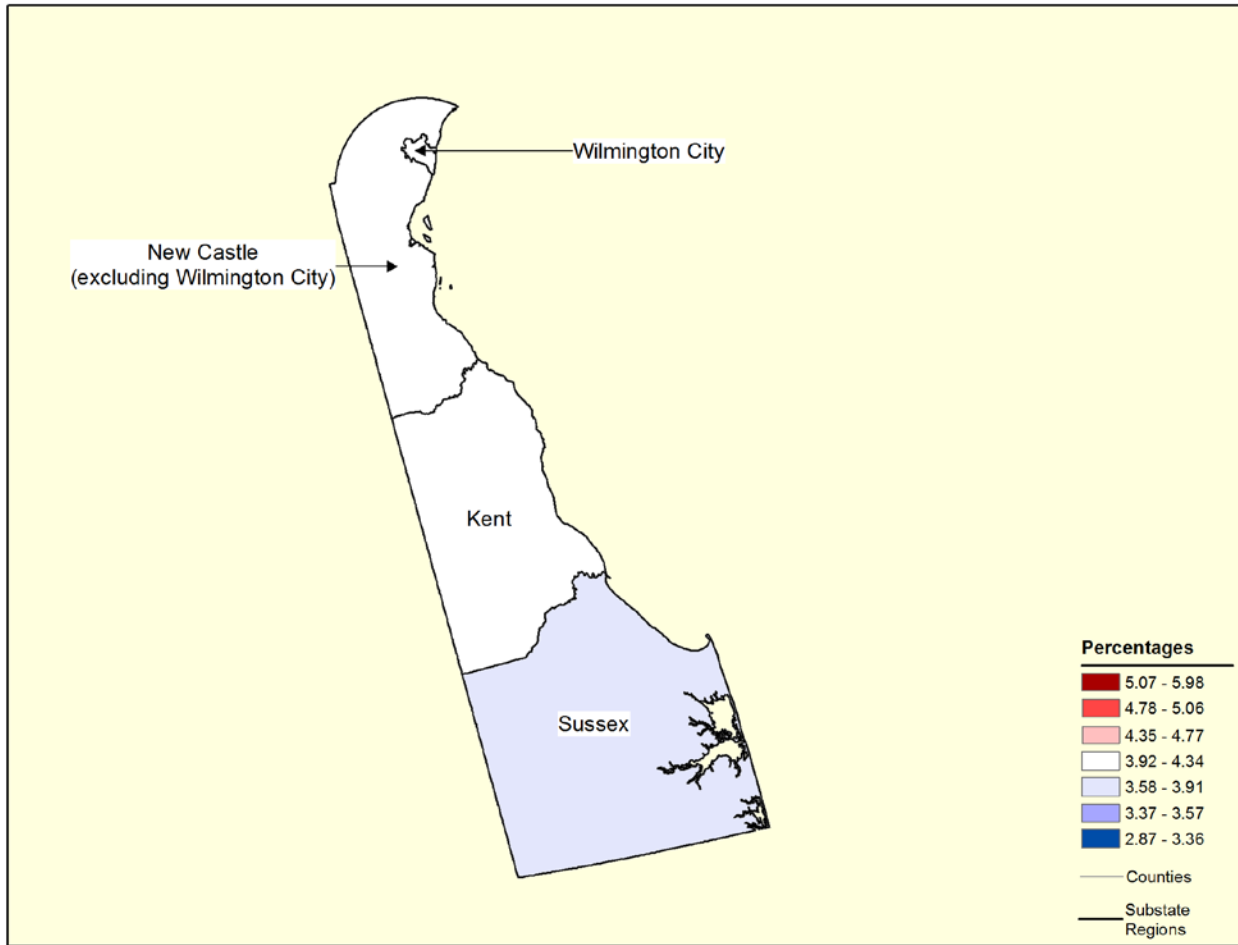 Wilmington City
New Castle
(excluding Wilmington City)
Kent
Sussex
Percentages
5.07 - 5.98
4.78 - 5.06
4.35 - 4.77
3.92 - 4.34
3.58 - 3.91
3.37 - 3.57
2.87 - 3.36
Counties
Substate
Regions